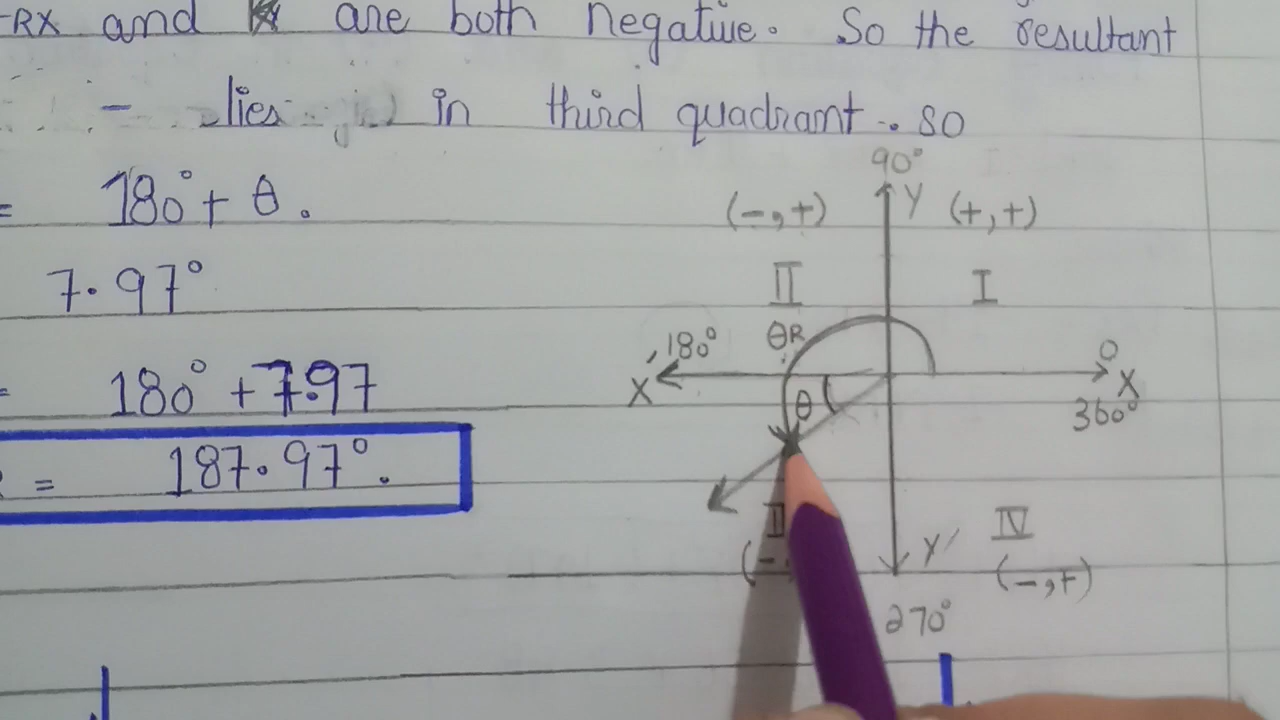 -RX and are both negative. So the resultant
- lies in third quadrant. so
= 180° + θ.
7.97°
= 180° + 7.97
= 187.97°.
90°
(-,+) Y (+,+)
II I
180° θR 0
X θ X
360°
IV
(- Y' (-,+)
270°